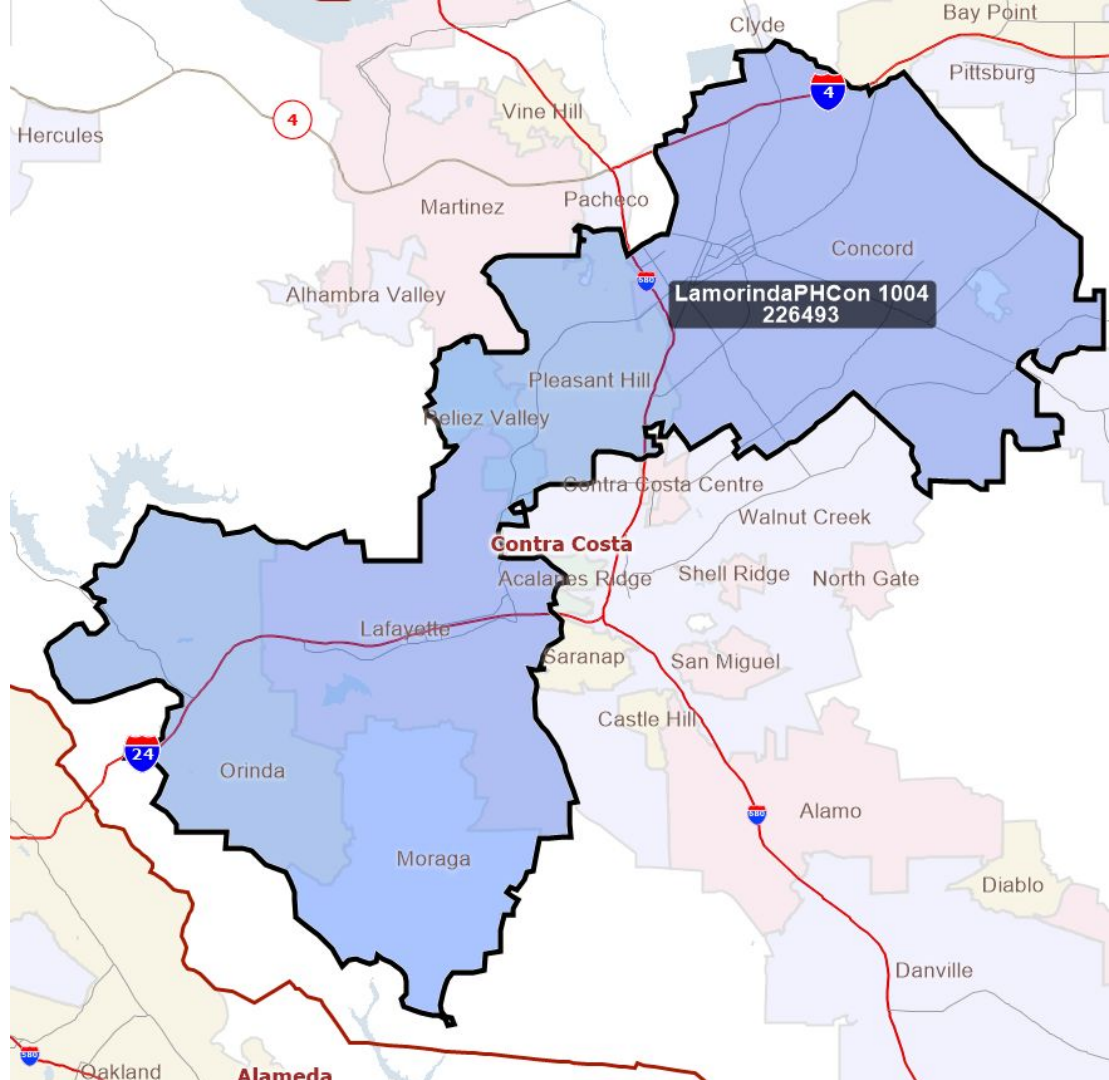 Clyde
Bay Point
Pittsburg
4
Vine Hill
4
Hercules
Pacheco
Martinez
Concord
680
LamorindaPHCon 1004
226493
Alhambra Valley
Pleasant Hill
Reliez Valley
Contra Costa Centre
Walnut Creek
Contra Costa
Acalanes Ridge
Shell Ridge
North Gate
Lafayette
Saranap
San Miguel
Castle Hill
24
Orinda
Alamo
680
Moraga
Diablo
Danville
580
Oakland
Alameda